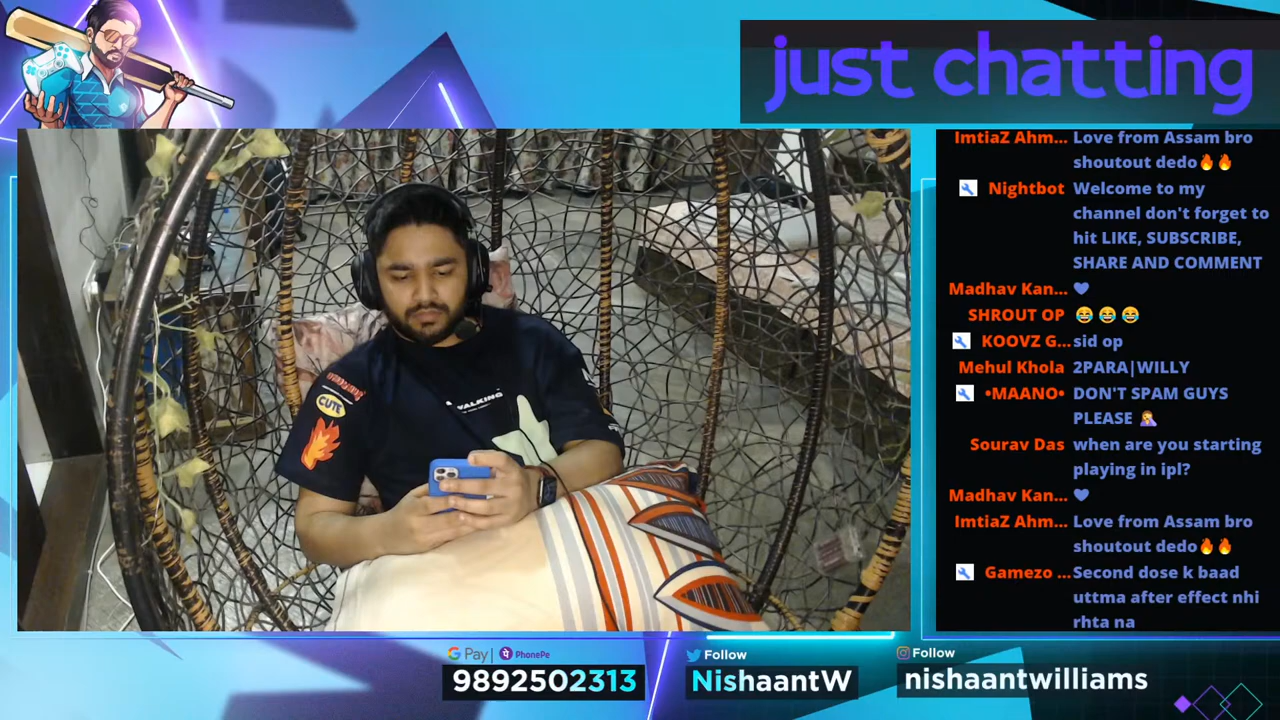 just chatting
ImtiaZ Ahm... Love from Assam bro
shoutout dedo🔥🔥
Nightbot Welcome to my
channel don't forget to
hit LIKE, SUBSCRIBE,
SHARE AND COMMENT
Madhav Kan... 💙
SHROUT OP 😂😂😂
KOOVZ G... sid op
Mehul Khola 2PARA|WILLY
•MAANO• DON'T SPAM GUYS
PLEASE 🤦‍♀️
Sourav Das when are you starting
playing in ipl?
Madhav Kan... 💙
ImtiaZ Ahm... Love from Assam bro
shoutout dedo🔥🔥
Gamezo ... Second dose k baad
uttma after effect nhi
rhta na
CUTE
WALKING
G Pay | PhonePe
9892502313
Follow
NishaantW
Follow
nishaantwilliams